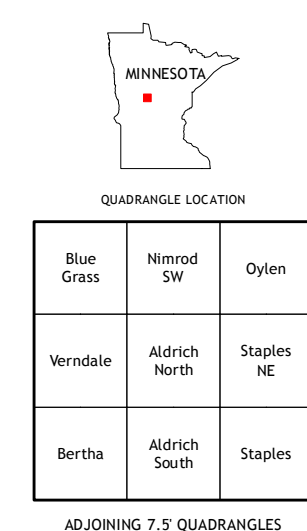 MINNESOTA
QUADRANGLE LOCATION
Blue
Grass
Nimrod
SW
Oylen
Verndale
Aldrich
North
Staples
NE
Bertha
Aldrich
South
Staples
ADJOINING 7.5' QUADRANGLES